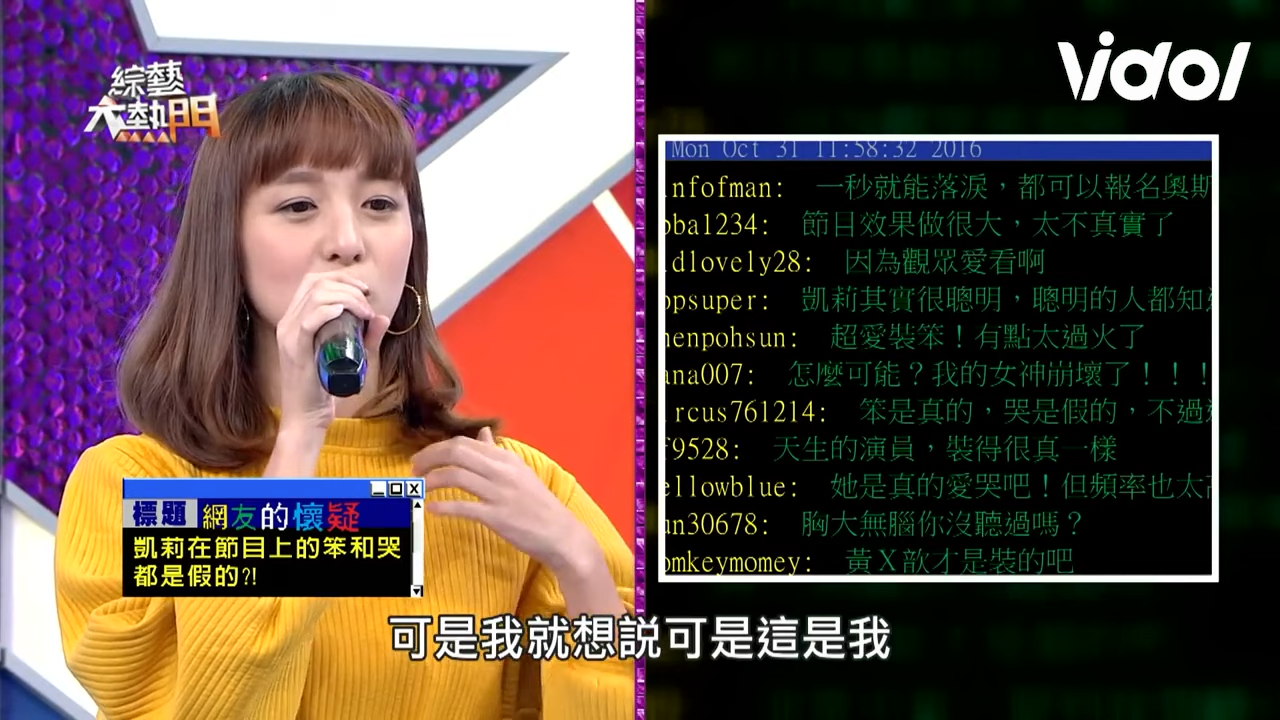 綜藝
大熱門
Vidol
Mon Oct 31 11:58:32 2016
nfofman: 一秒就能落淚，都可以報名奧斯
ba1234: 節目效果做很大，太不真實了
dlovely28: 因為觀眾愛看啊
psuper: 凱莉其實很聰明，聰明的人都知
enpohsun: 超愛裝笨！有點太過火了
ana007: 怎麼可能？我的女神崩壞了！！！
rcus761214: 笨是真的，哭是假的，不過
f9528: 天生的演員，裝得很真一樣
ellowblue: 她是真的愛哭吧！但頻率也太
un30678: 胸大無腦你沒聽過嗎？
omkeymomey: 黃Ｘ歆才是裝的吧
標題 網友的懷疑
凱莉在節目上的笨和哭
都是假的?!
可是我就想説可是這是我